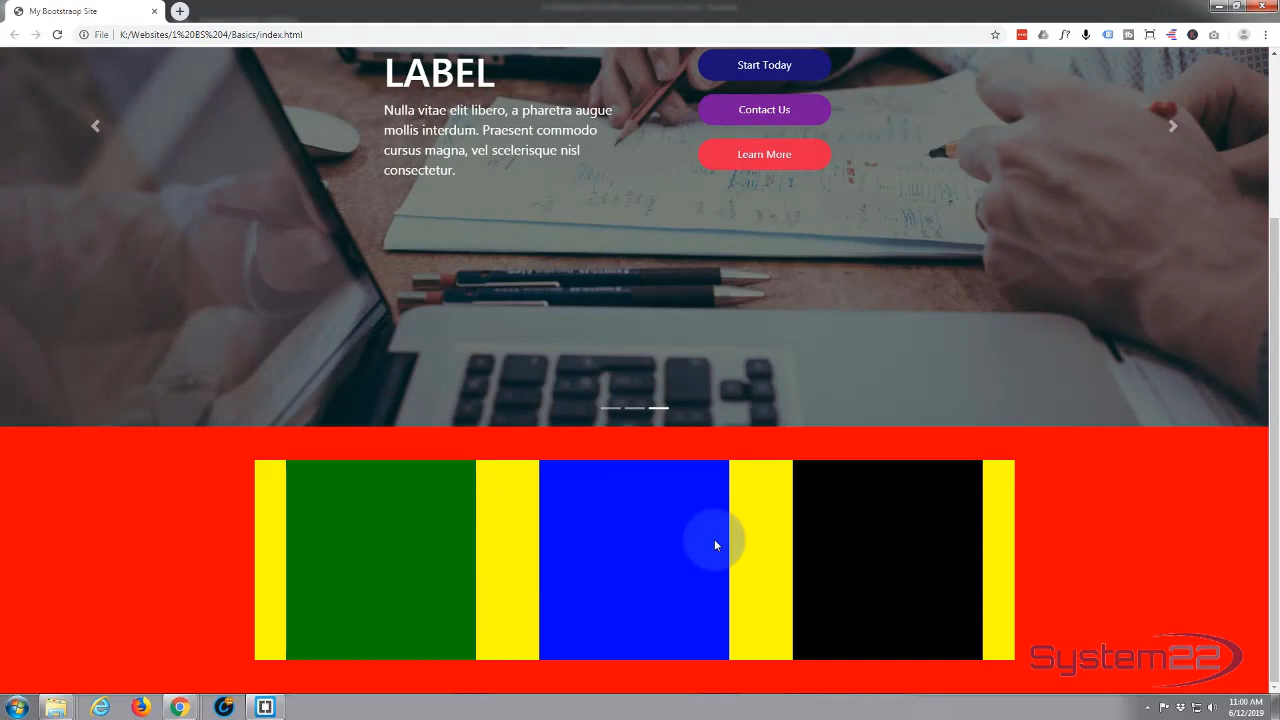 My Bootstraop Site
File | K:/Websites/1%20BS%204/Basics/index.html
LABEL
Nulla vitae elit libero, a pharetra augue
mollis interdum. Praesent commodo
cursus magna, vel scelerisque nisl
consectetur.
Start Today
Contact Us
Learn More
System22
11:00 AM
6/12/2019